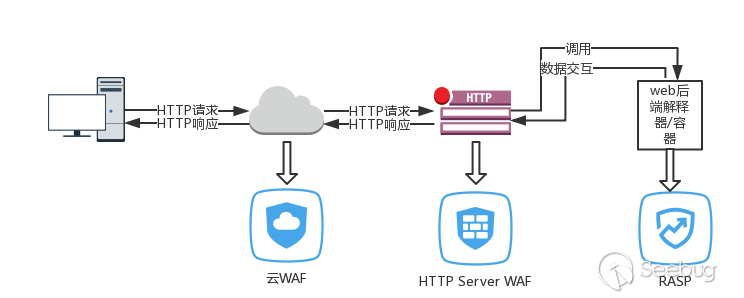 调用
数据交互
HTTP请求
HTTP响应
HTTP请求
HTTP响应
HTTP
web后
端解释
器/容
器
云WAF
HTTP Server WAF
RASP
Seebug